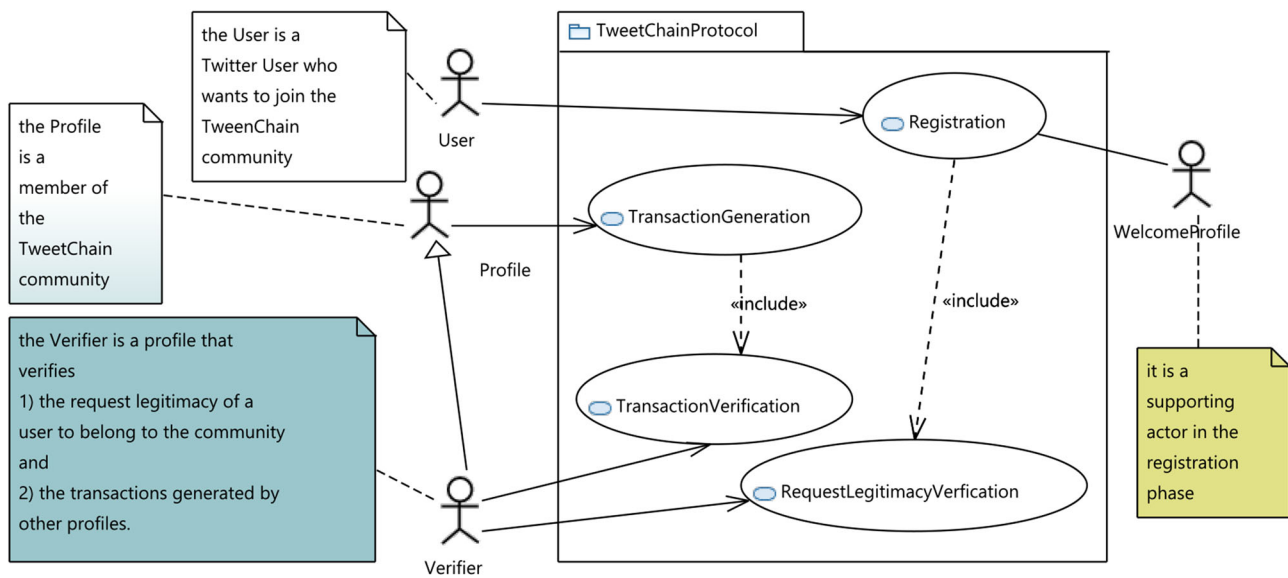 the User is a
Twitter User who
wants to join the
TweenChain
community
User
TweetChainProtocol
Registration
the Profile
is a
member of
the
TweetChain
community
Profile
TransactionGeneration
WelcomeProfile
«include»
«include»
the Verifier is a profile that
verifies
1) the request legitimacy of a
user to belong to the community
and
2) the transactions generated by
other profiles.
TransactionVerification
RequestLegitimacyVerfication
it is a
supporting
actor in the
registration
phase
Verifier